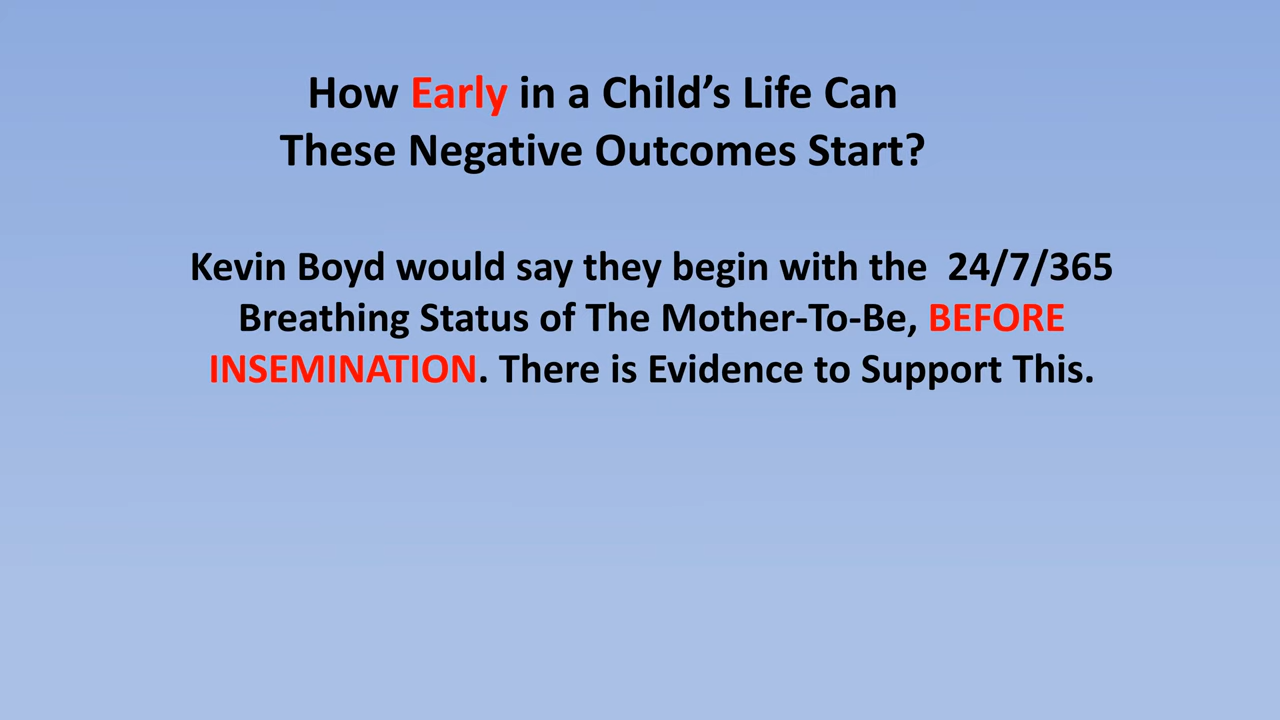 How Early in a Child’s Life Can
These Negative Outcomes Start?
Kevin Boyd would say they begin with the  24/7/365
Breathing Status of The Mother-To-Be, BEFORE
INSEMINATION. There is Evidence to Support This.